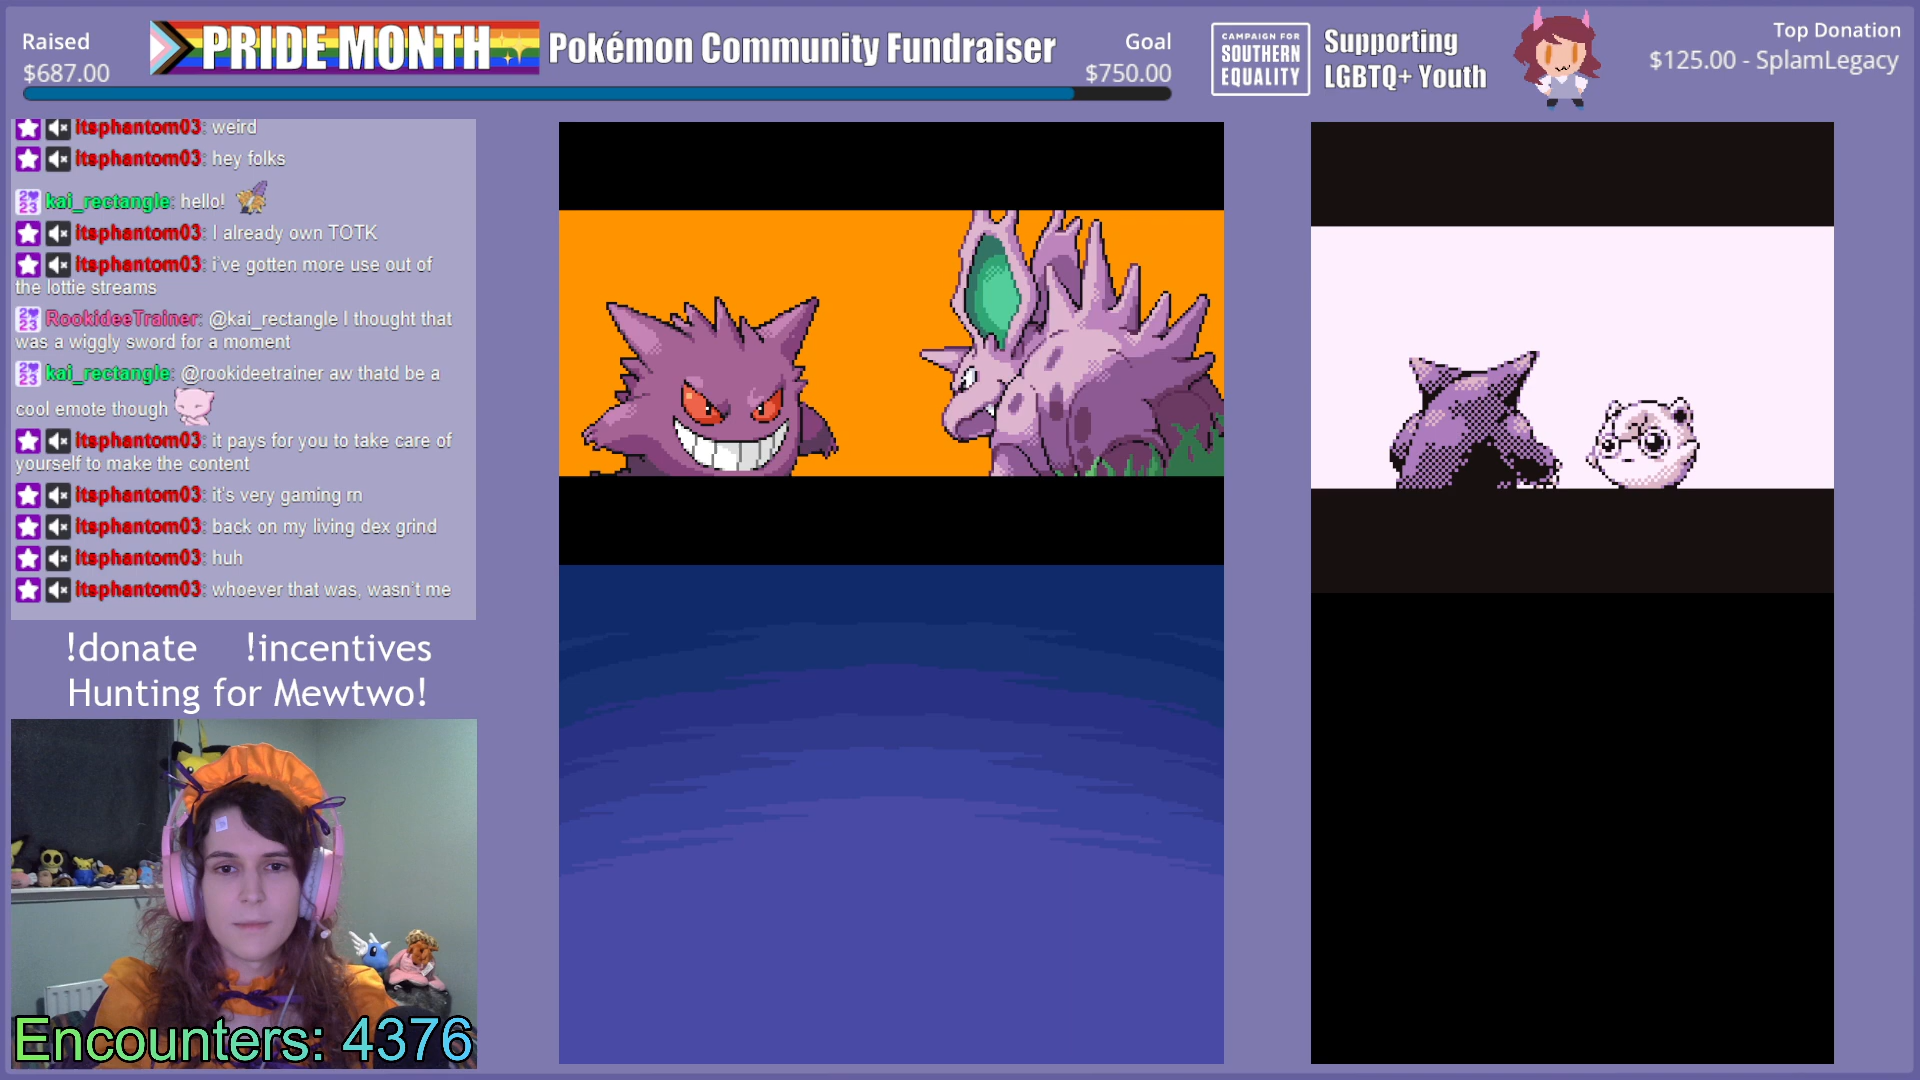 Raised
$687.00
PRIDE MONTH
Pokémon Community Fundraiser
Goal
$750.00
CAMPAIGN FOR
SOUTHERN
EQUALITY
Supporting
LGBTQ+ Youth
Top Donation
$125.00 - SplamLegacy
itsphantom03: weird
itsphantom03: hey folks
kai_rectangle: hello!
itsphantom03: I already own TOTK
itsphantom03: i've gotten more use out of
the lottie streams
RookideeTrainer: @kai_rectangle I thought that
was a wiggly sword for a moment
kai_rectangle: @rookideetrainer aw thatd be a
cool emote though
itsphantom03: it pays for you to take care of
yourself to make the content
itsphantom03: it's very gaming rn
itsphantom03: back on my living dex grind
itsphantom03: huh
itsphantom03: whoever that was, wasn't me
!donate !incentives
Hunting for Mewtwo!
Encounters: 4376